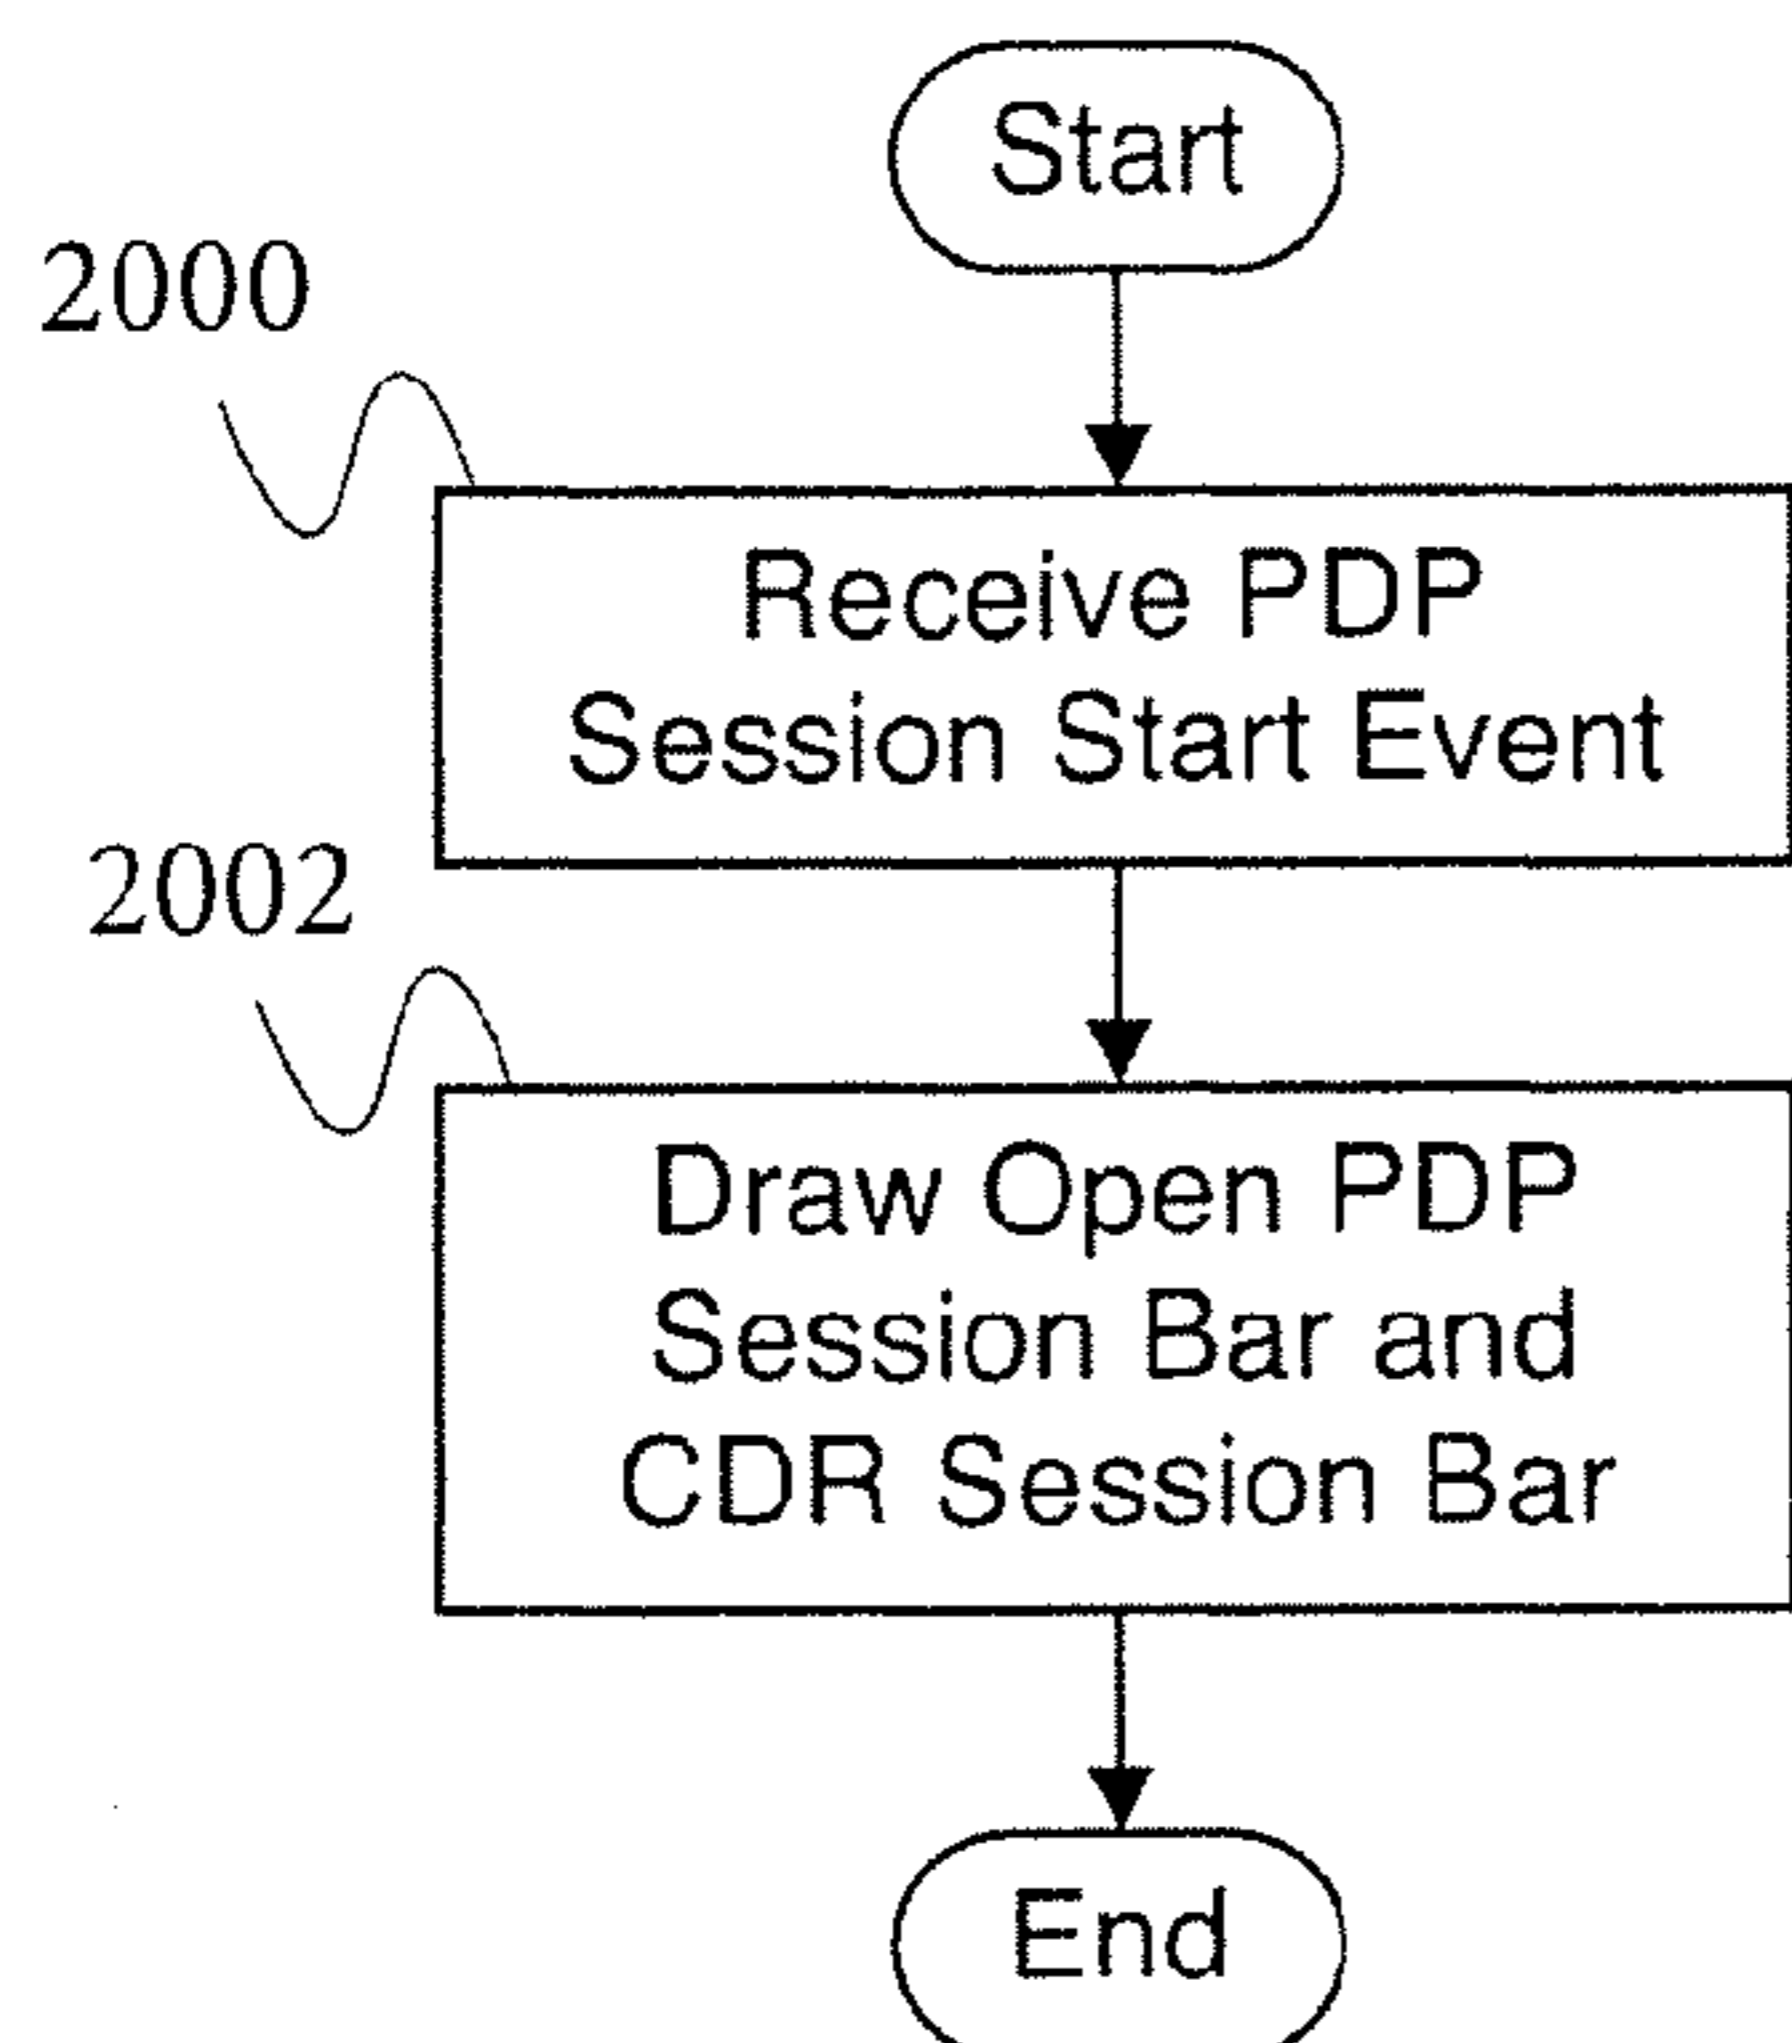 Start
2000
Receive PDP
Session Start Event
2002
Draw Open PDP
Session Bar and
CDR Session Bar
End